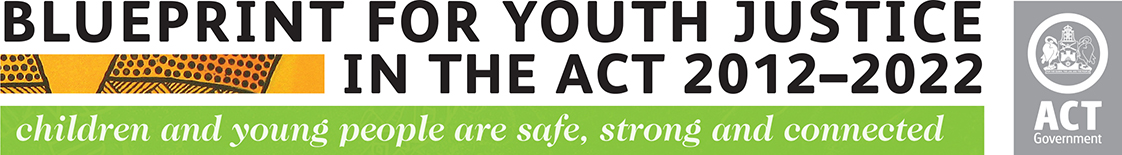 BLUEPRINT FOR YOUTH JUSTICE
IN THE ACT 2012–2022
children and young people are safe, strong and connected
ACT
Government